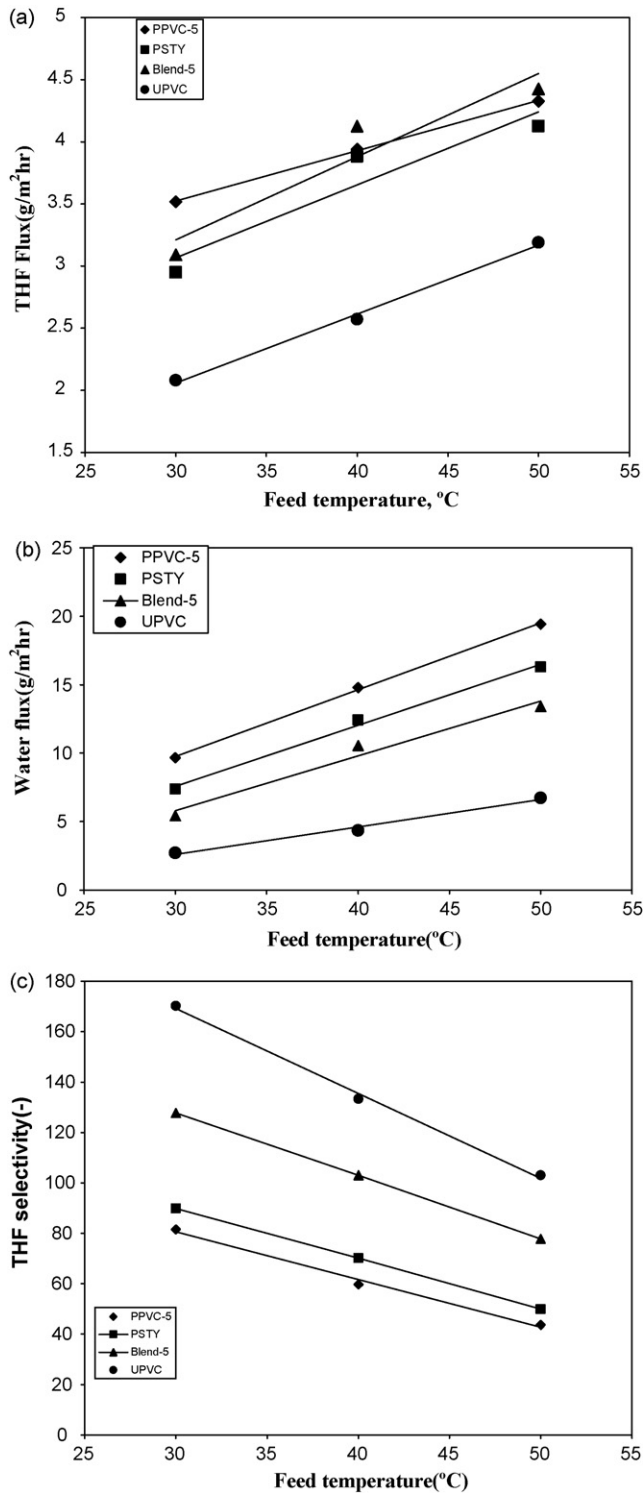 (a)
5
4.5
4
3.5
3
2.5
2
1.5
THF Flux(g/m²hr)
PPVC-5
PSTY
Blend-5
UPVC
25 30 35 40 45 50 55
Feed temperature, ºC
(b)
25
20
15
10
5
0
Water flux(g/m²hr)
PPVC-5
PSTY
Blend-5
UPVC
25 30 35 40 45 50 55
Feed temperature(ºC)
(c)
180
160
140
120
100
80
60
40
20
0
THF selectivity(-)
PPVC-5
PSTY
Blend-5
UPVC
25 30 35 40 45 50 55
Feed temperature(ºC)